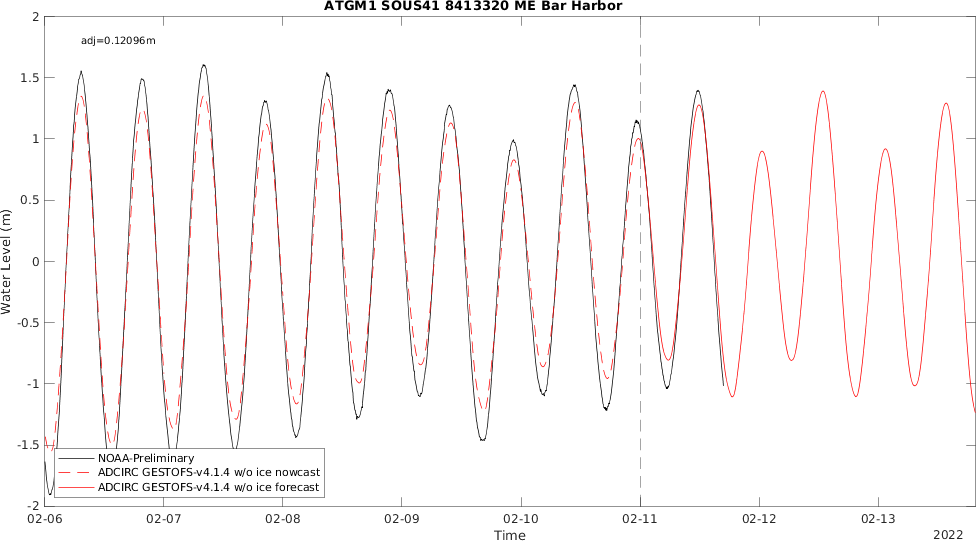 ATGM1 SOUS41 8413320 ME Bar Harbor
adj=0.12096m
2
1.5
1
0.5
0
-0.5
-1
-1.5
-2
Water Level (m)
NOAA-Preliminary
ADCIRC GESTOFS-v4.1.4 w/o ice nowcast
ADCIRC GESTOFS-v4.1.4 w/o ice forecast
02-06 02-07 02-08 02-09 02-10 02-11 02-12 02-13
Time
2022